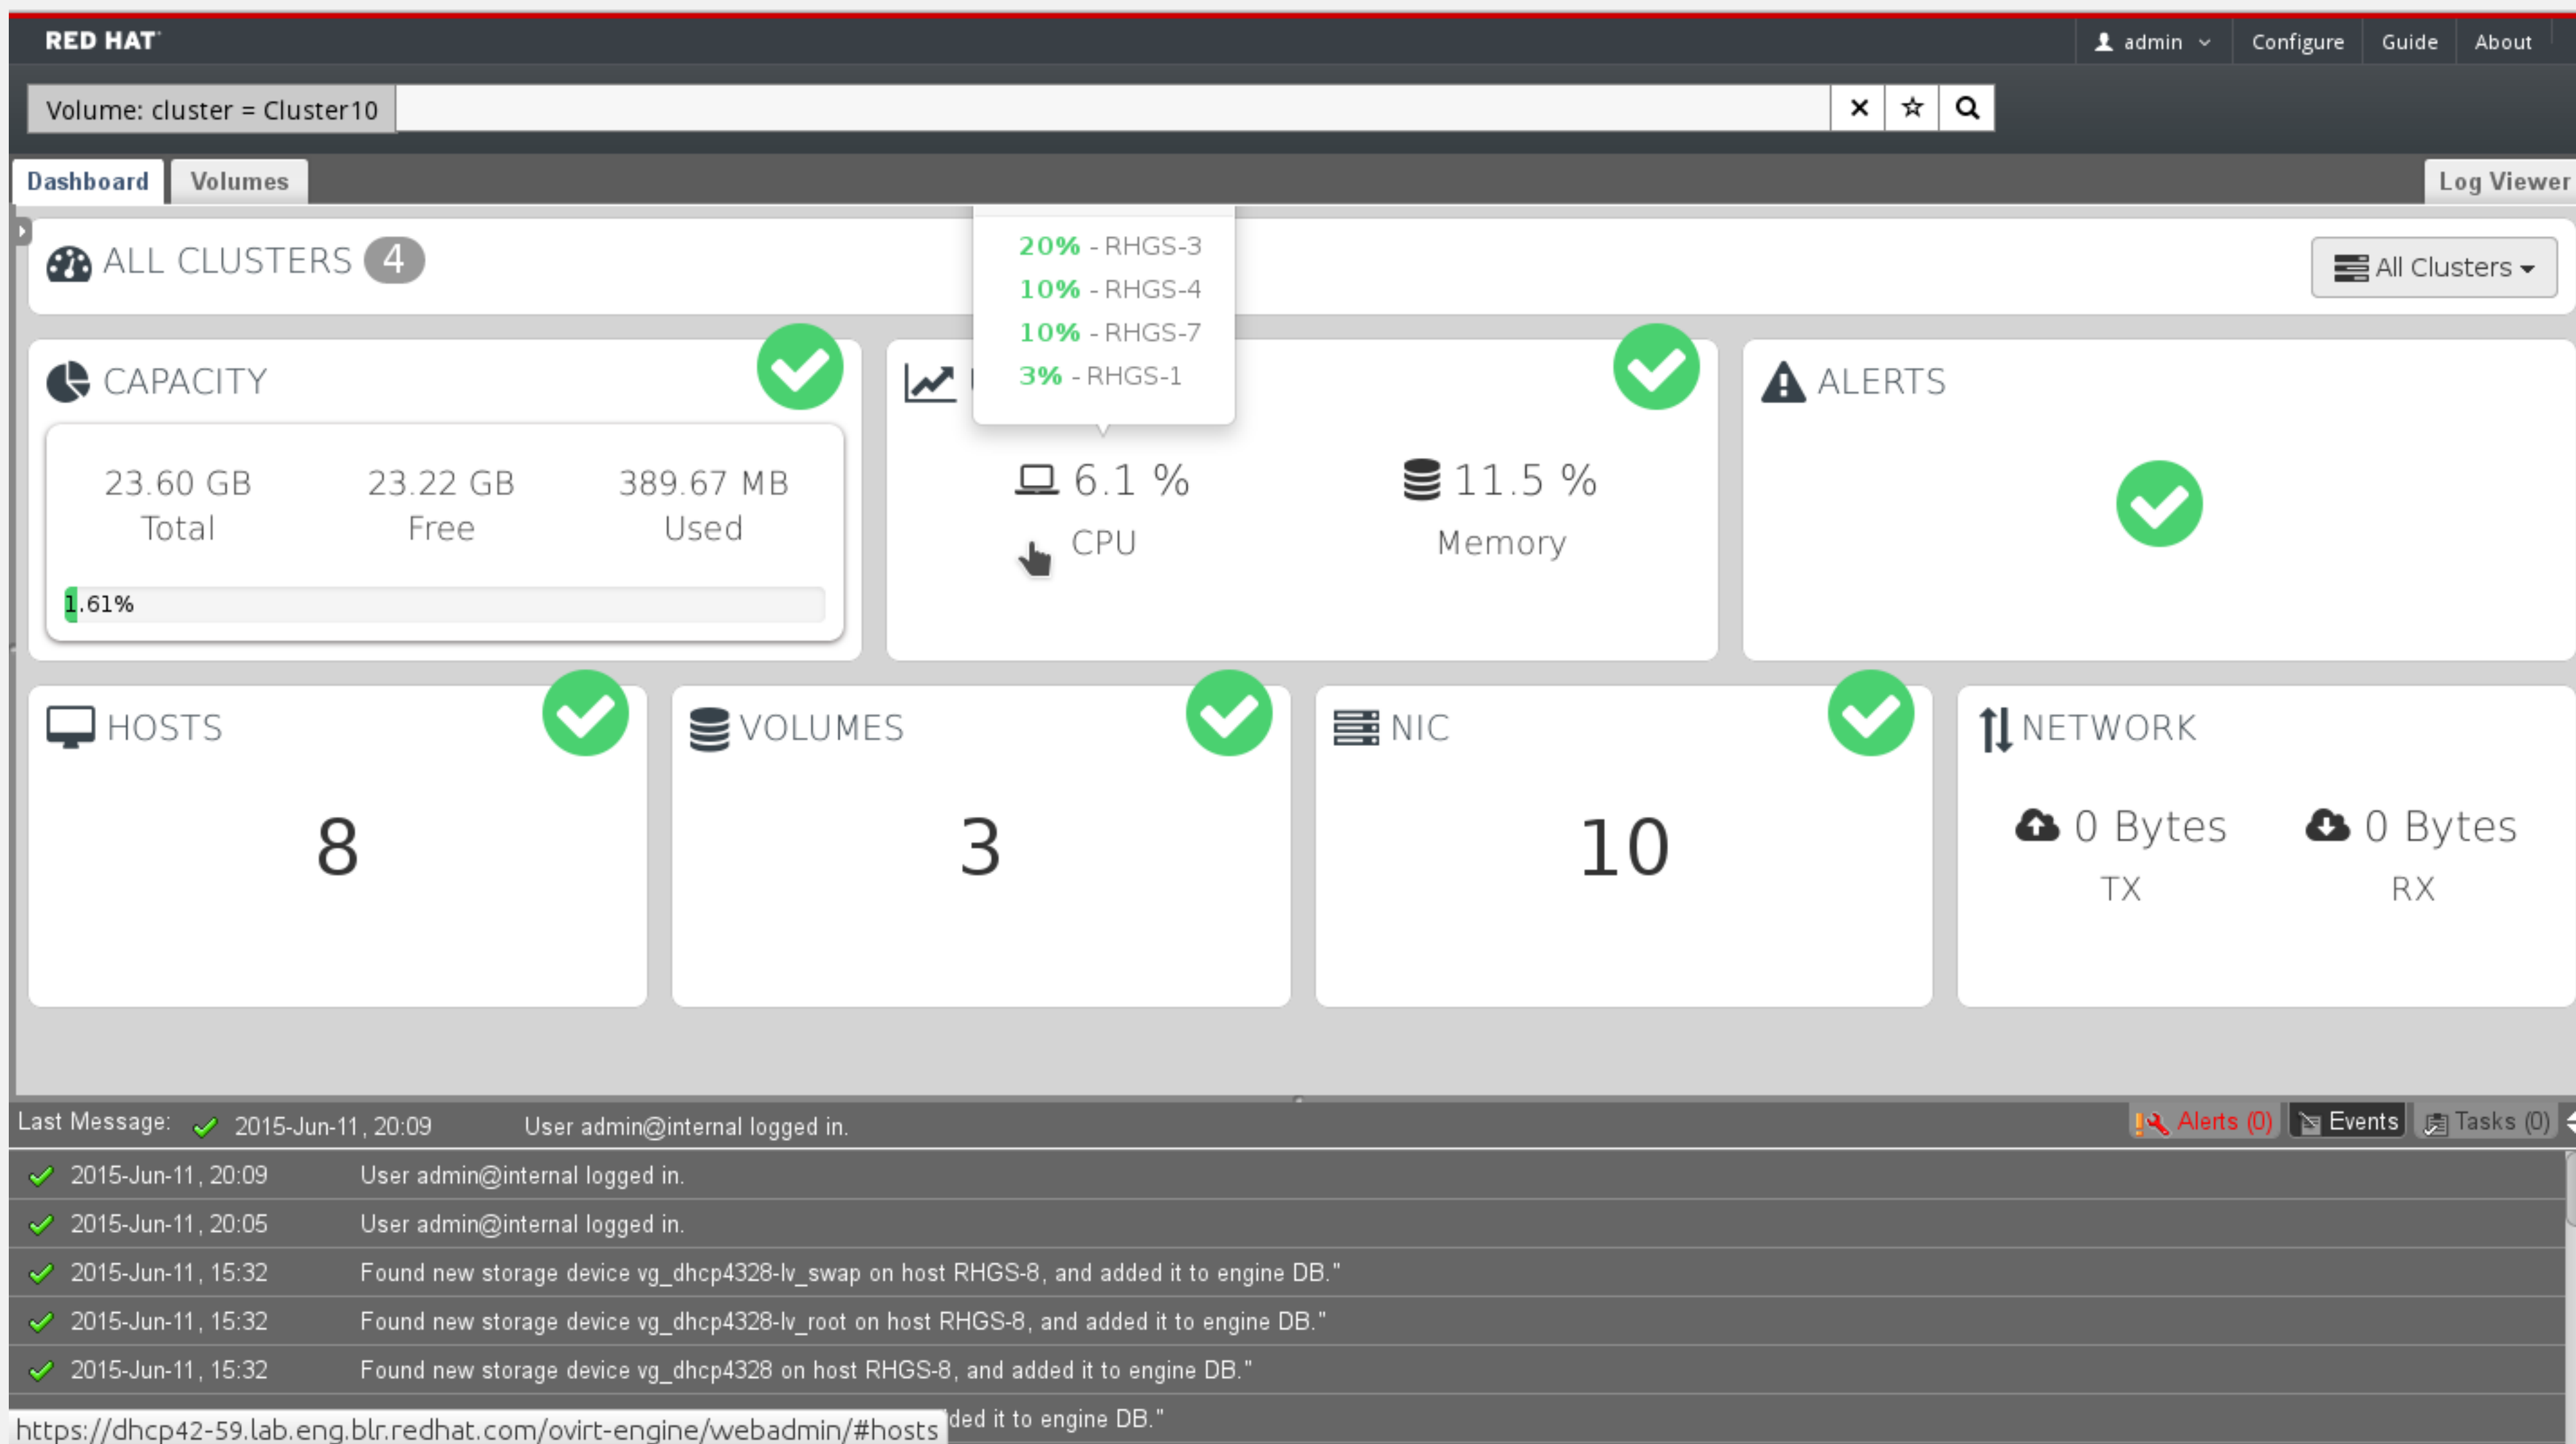 RED HAT
admin Configure Guide About
Volume: cluster = Cluster10
Dashboard Volumes Log Viewer
ALL CLUSTERS 4
All Clusters
20% - RHGS-3
10% - RHGS-4
10% - RHGS-7
3% - RHGS-1
CAPACITY
23.60 GB 23.22 GB 389.67 MB
Total Free Used
1.61%
6.1 % 11.5 %
CPU Memory
ALERTS
HOSTS
8
VOLUMES
3
NIC
10
NETWORK
0 Bytes 0 Bytes
TX RX
Last Message: 2015-Jun-11, 20:09 User admin@internal logged in.
Alerts (0) Events Tasks (0)
2015-Jun-11, 20:09 User admin@internal logged in.
2015-Jun-11, 20:05 User admin@internal logged in.
2015-Jun-11, 15:32 Found new storage device vg_dhcp4328-lv_swap on host RHGS-8, and added it to engine DB."
2015-Jun-11, 15:32 Found new storage device vg_dhcp4328-lv_root on host RHGS-8, and added it to engine DB."
2015-Jun-11, 15:32 Found new storage device vg_dhcp4328 on host RHGS-8, and added it to engine DB."
it to engine DB."
https://dhcp42-59.lab.eng.blr.redhat.com/ovirt-engine/webadmin/#hosts